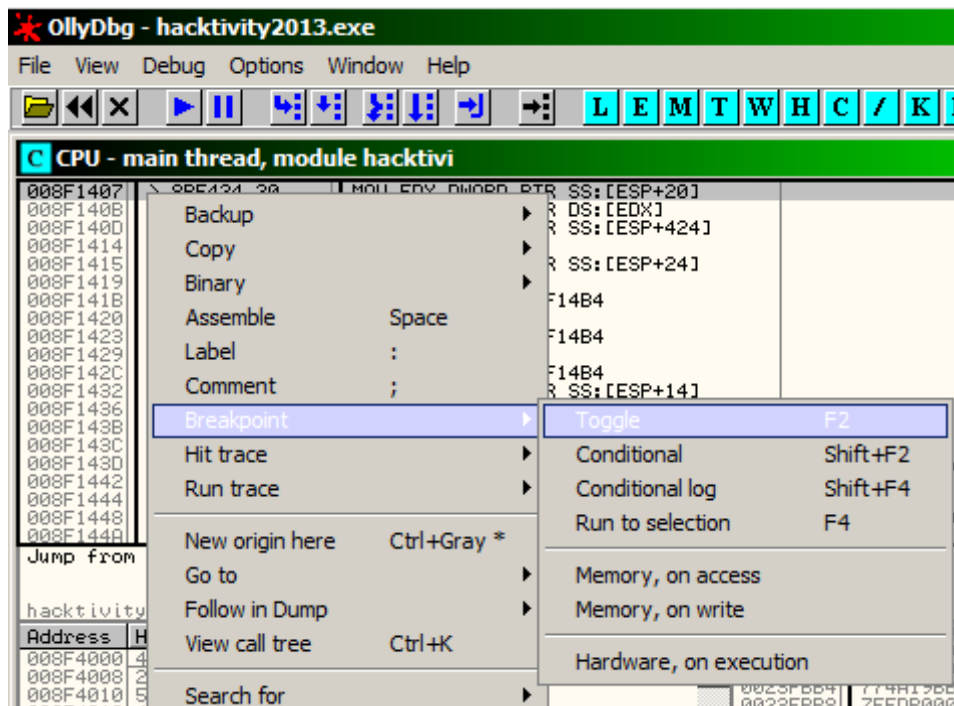 OllyDbg - hacktivity2013.exe
File View Debug Options Window Help
L E M T W H C / K
C CPU - main thread, module hacktivi
008F1407 > MOV EDX DWORD PTR SS:[ESP+20]
008F140B R DS:[EDX]
008F140D R SS:[ESP+424]
008F1414
008F1415 R SS:[ESP+24]
008F1419
008F141B F14B4
008F1420
008F1423 F14B4
008F1429
008F142C F14B4
008F1432 R SS:[ESP+14]
008F1436
008F143B
008F143C
008F143D
008F1442
008F1444
008F1448
008F144A
Jump from
hacktivity
Address H
008F4000 4
008F4008 2
008F4010 5
Backup
Copy
Binary
Assemble Space
Label :
Comment ;
Breakpoint
Hit trace
Run trace
New origin here Ctrl+Gray *
Go to
Follow in Dump
View call tree Ctrl+K
Search for
Toggle F2
Conditional Shift+F2
Conditional log Shift+F4
Run to selection F4
Memory, on access
Memory, on write
Hardware, on execution